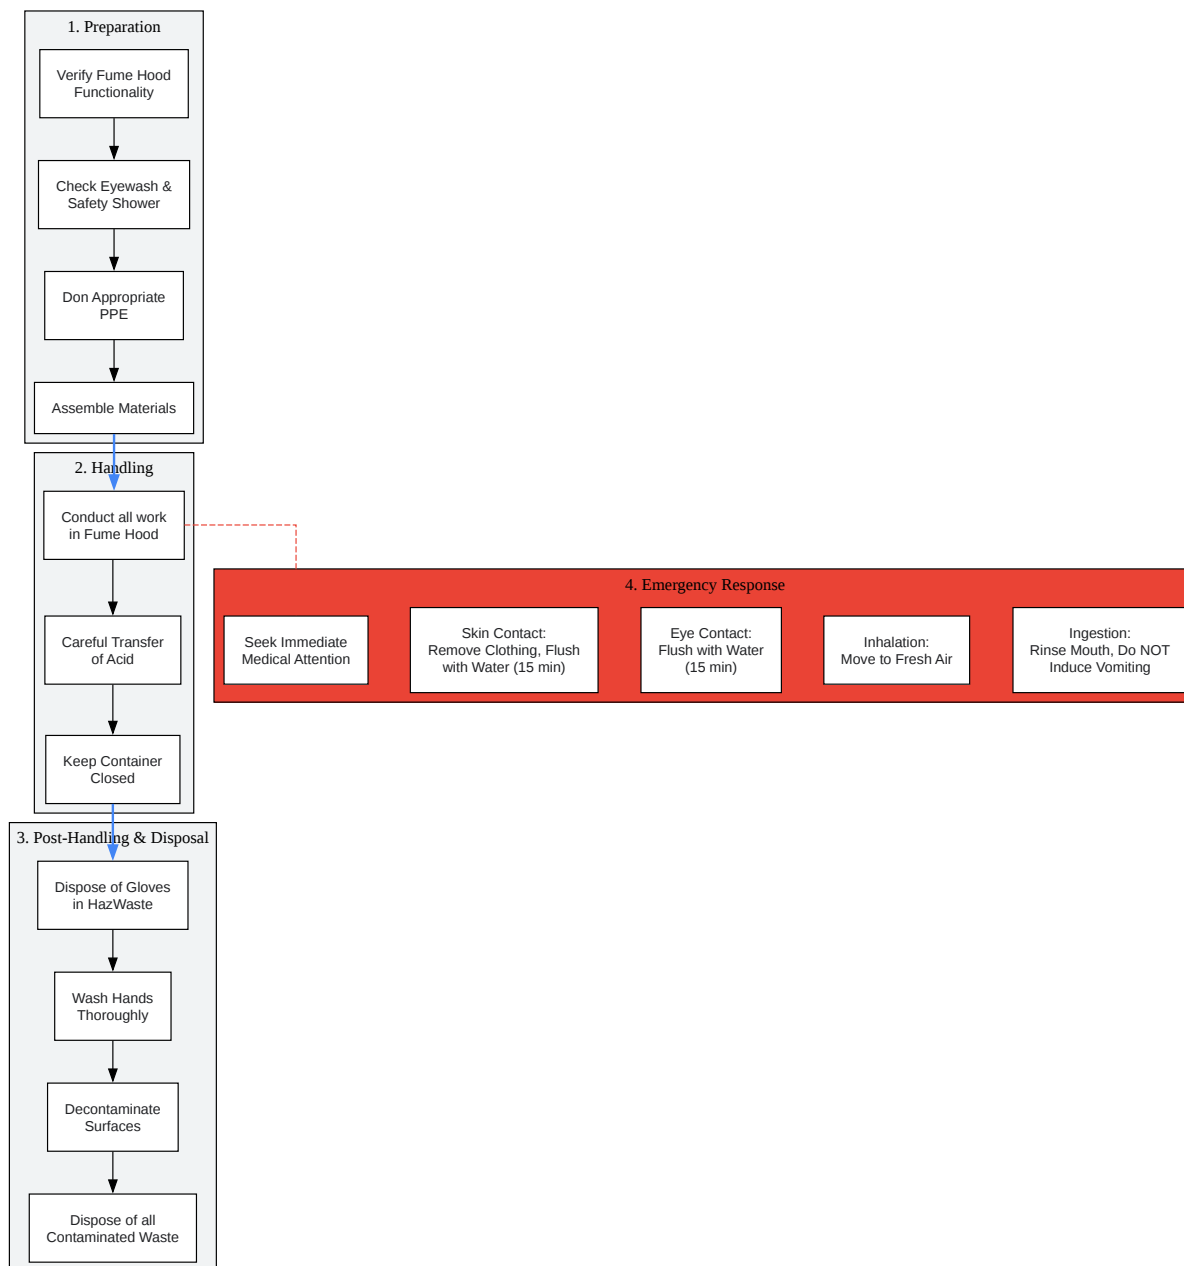 1. Preparation
Verify Fume Hood
Functionality
Check Eyewash &
Safety Shower
Don Appropriate
PPE
Assemble Materials
2. Handling
Conduct all work
in Fume Hood
Careful Transfer
of Acid
Keep Container
Closed
4. Emergency Response
Seek Immediate
Medical Attention
Skin Contact:
Remove Clothing, Flush
with Water (15 min)
Eye Contact:
Flush with Water
(15 min)
Inhalation:
Move to Fresh Air
Ingestion:
Rinse Mouth, Do NOT
Induce Vomiting
3. Post-Handling & Disposal
Dispose of Gloves
in HazWaste
Wash Hands
Thoroughly
Decontaminate
Surfaces
Dispose of all
Contaminated Waste